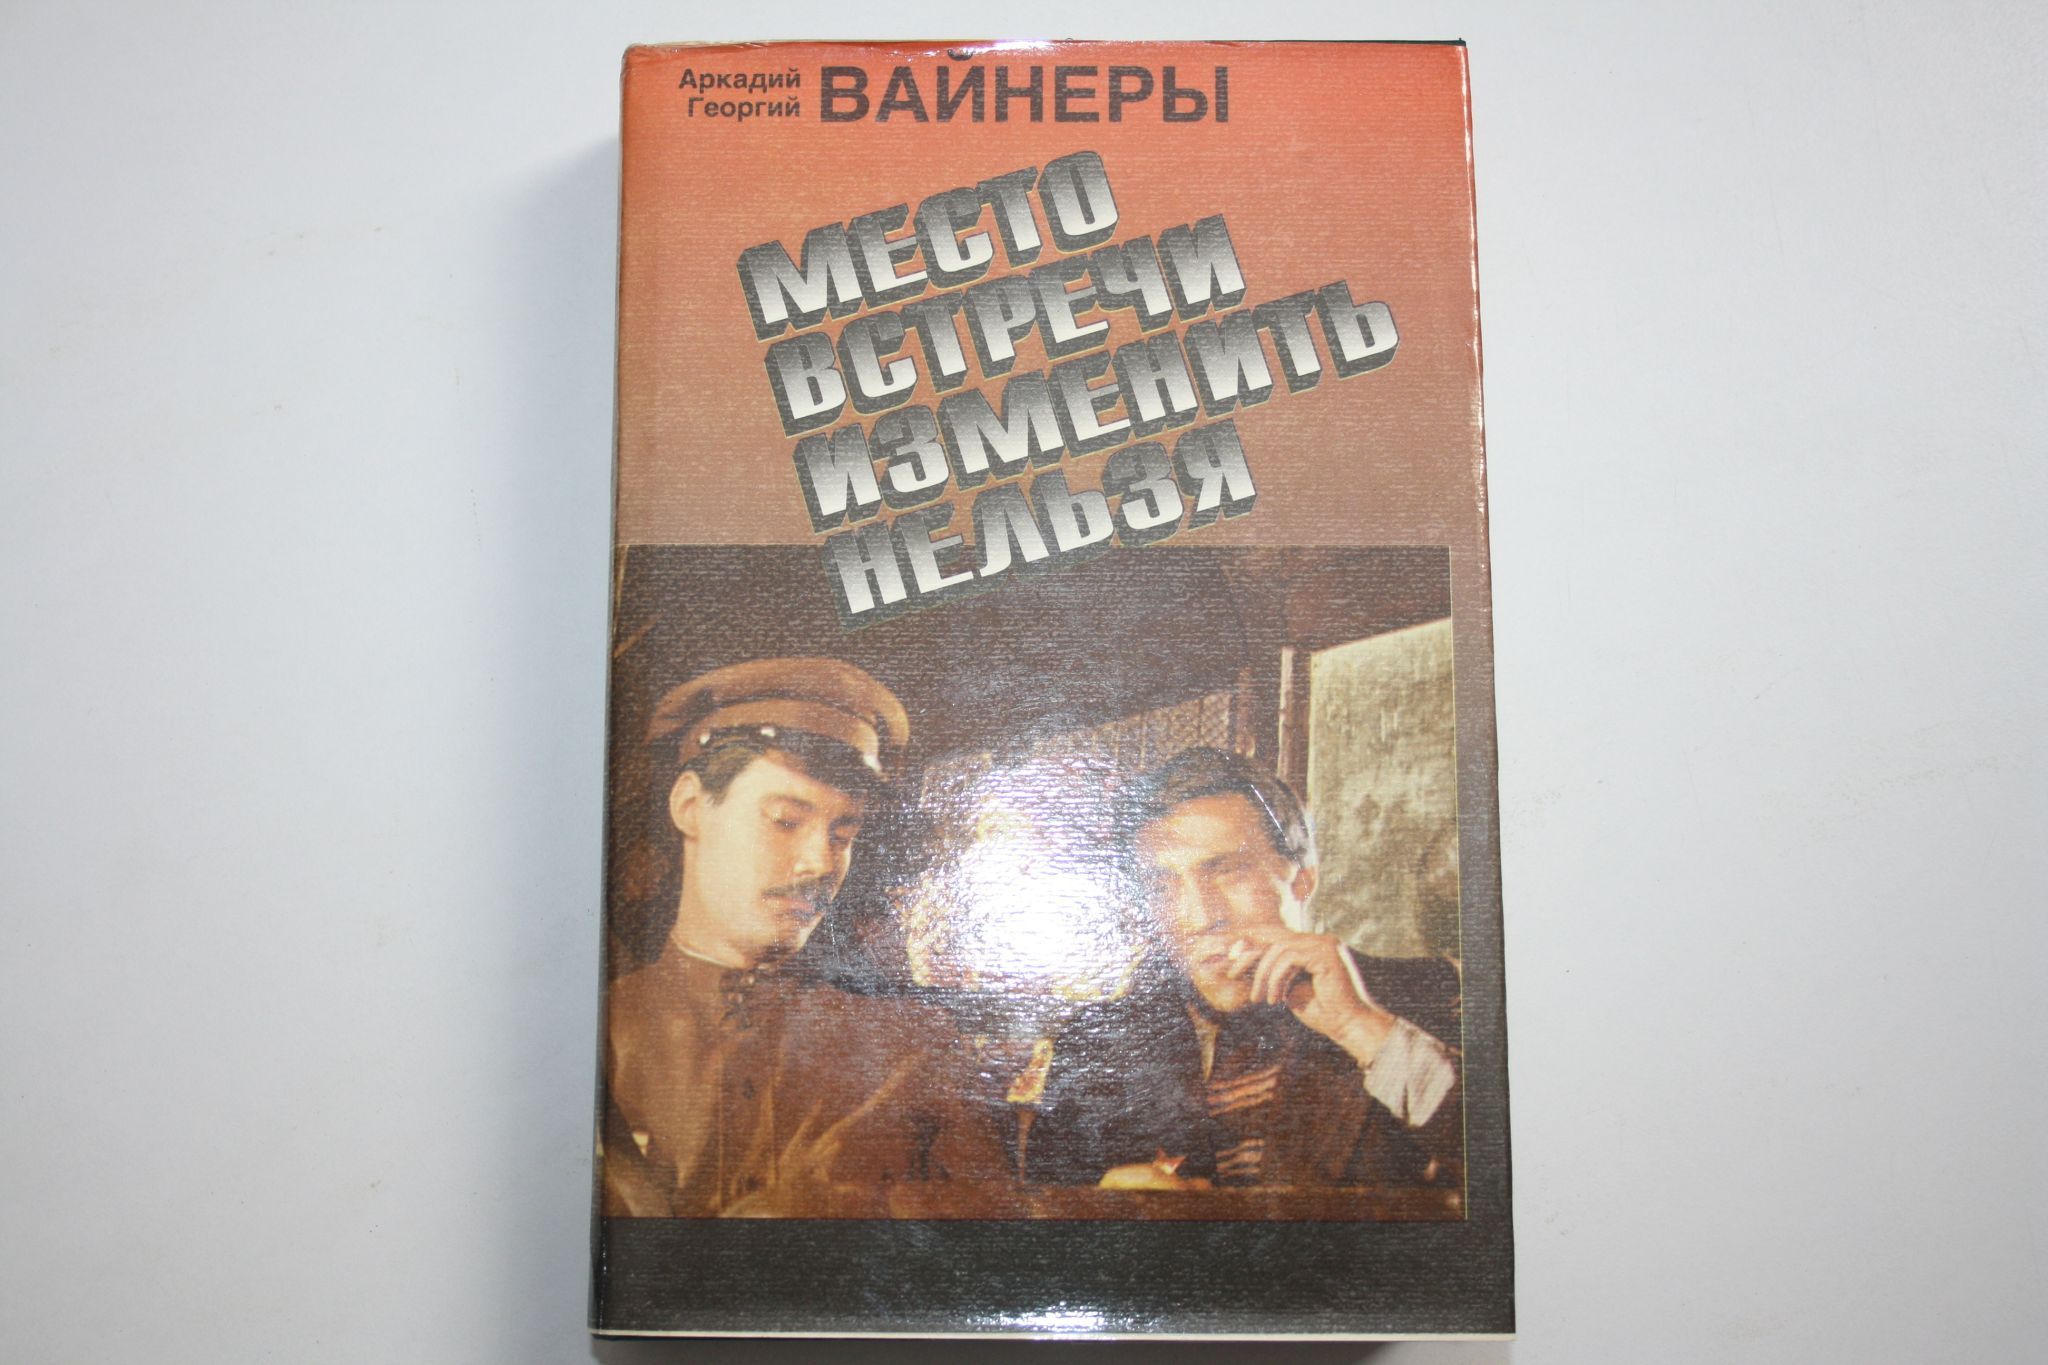 Аркадий
Георгий
ВАЙНЕРЫ
МЕСТО
ВСТРЕЧИ
ИЗМЕНИТЬ
НЕЛЬЗЯ